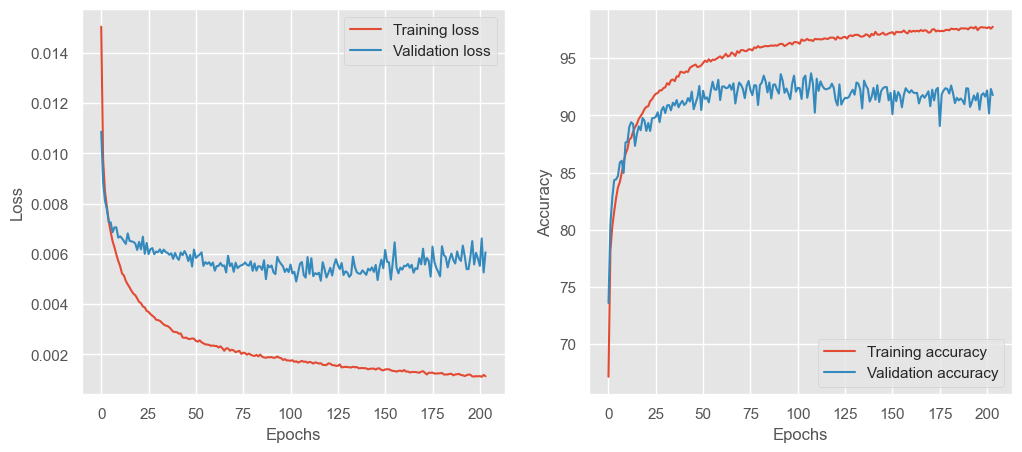 0.014
0.012
0.010
0.008
0.006
0.004
0.002
Loss
0 25 50 75 100 125 150 175 200
Epochs
Training loss
Validation loss
95
90
85
80
75
70
Accuracy
0 25 50 75 100 125 150 175 200
Epochs
Training accuracy
Validation accuracy